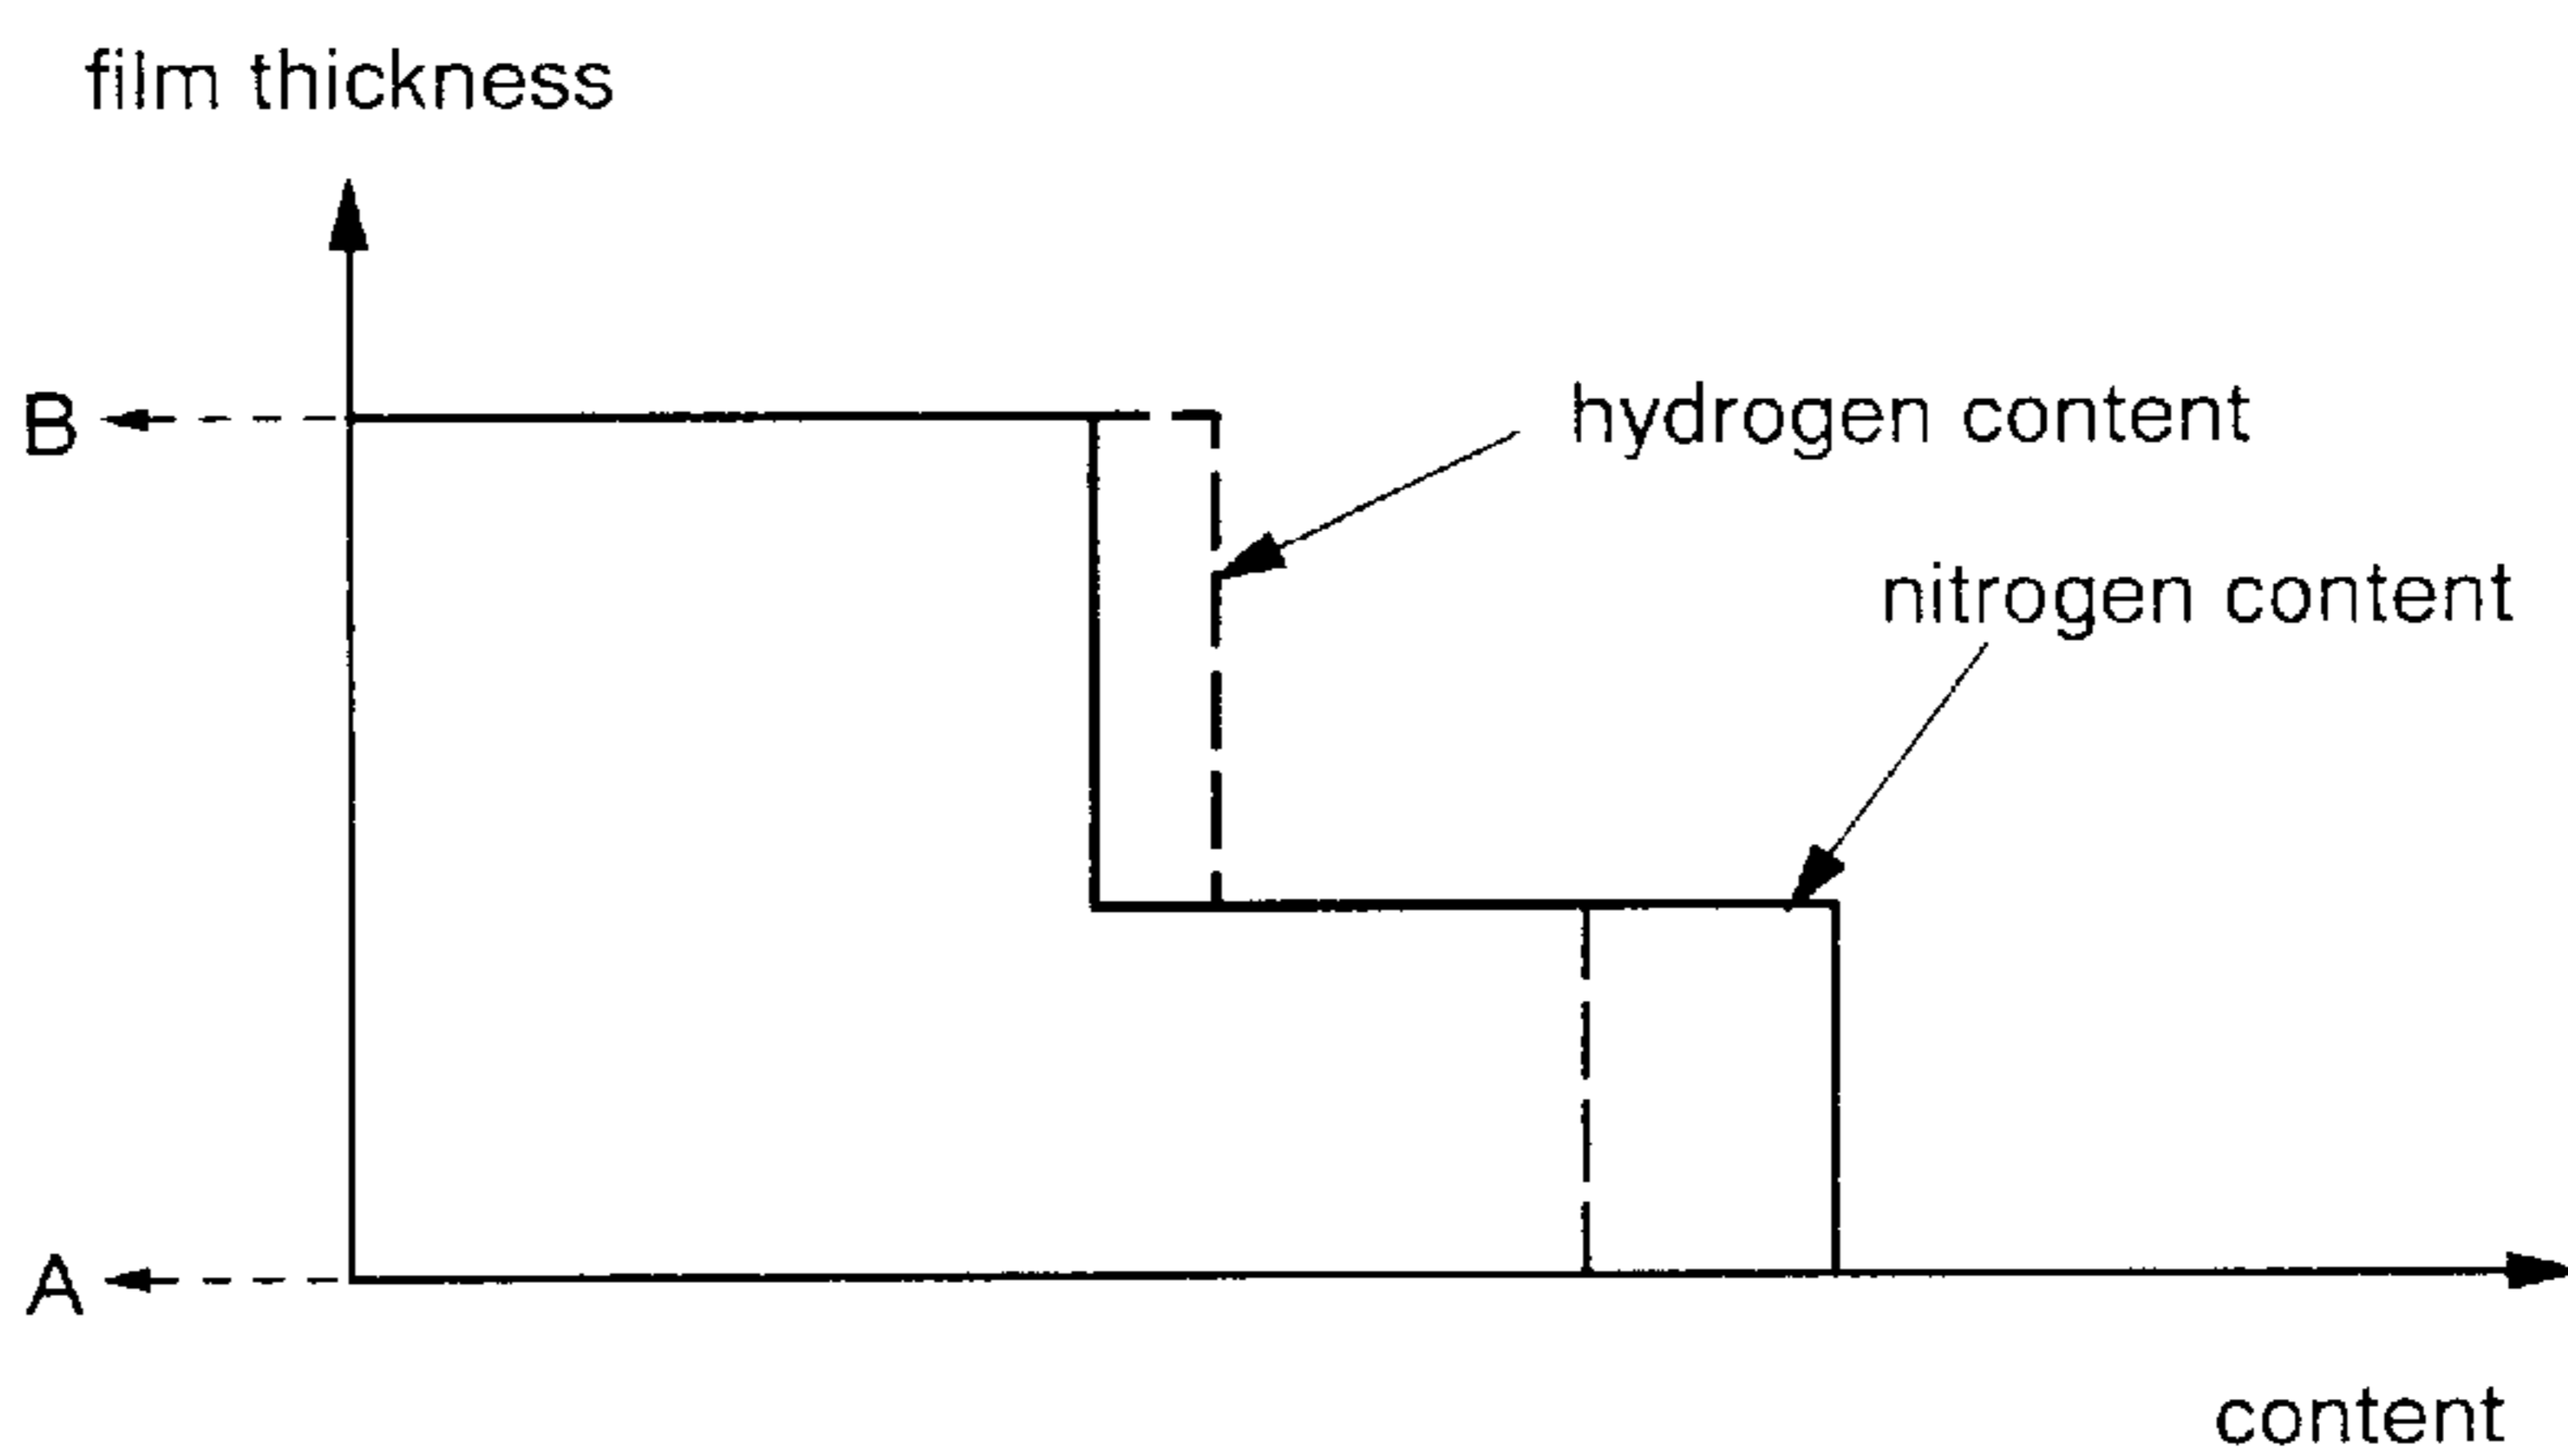 film thickness
B
hydrogen content
nitrogen content
A
content